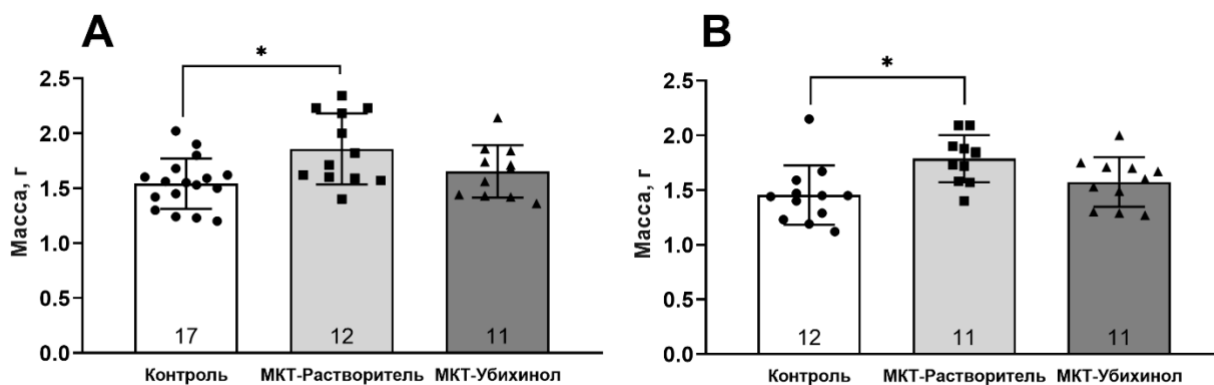 A
*
Масса, г
2.5
2.0
1.5
1.0
0.5
0.0
17
12
11
Контроль
МКТ-Растворитель
МКТ-Убихинол
B
*
Масса, г
2.5
2.0
1.5
1.0
0.5
0.0
12
11
11
Контроль
МКТ-Растворитель
МКТ-Убихинол